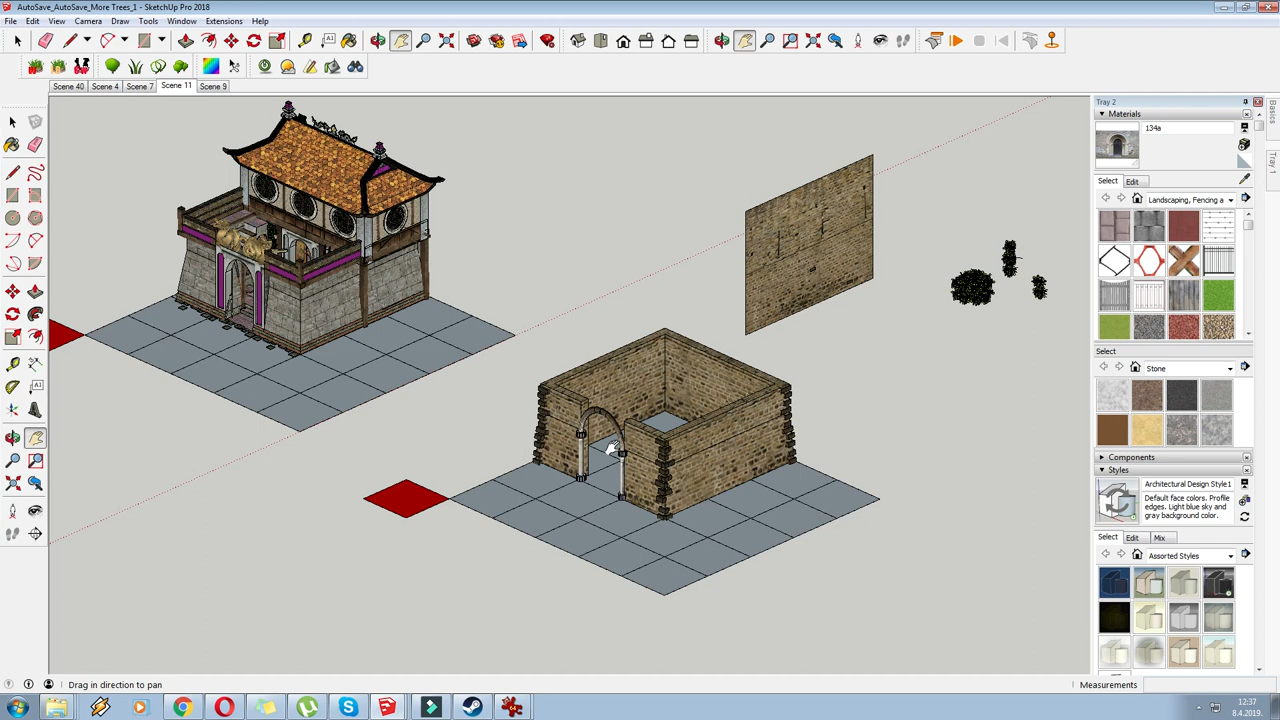 AutoSave_AutoSave_More Trees_1 - SketchUp Pro 2018
File Edit View Camera Draw Tools Window Extensions Help
Scene 40 Scene 4 Scene 7 Scene 11 Scene 9
Tray 2
Materials
134a
Select Edit
Landscaping, Fencing a
Select
Stone
Components
Styles
Architectural Design Style1
Default face colors. Profile
edges. Light blue sky and
gray background color.
Select Edit Mix
Assorted Styles
Basics
Tray 1
Drag in direction to pan
Measurements
12:37
8.4.2019.